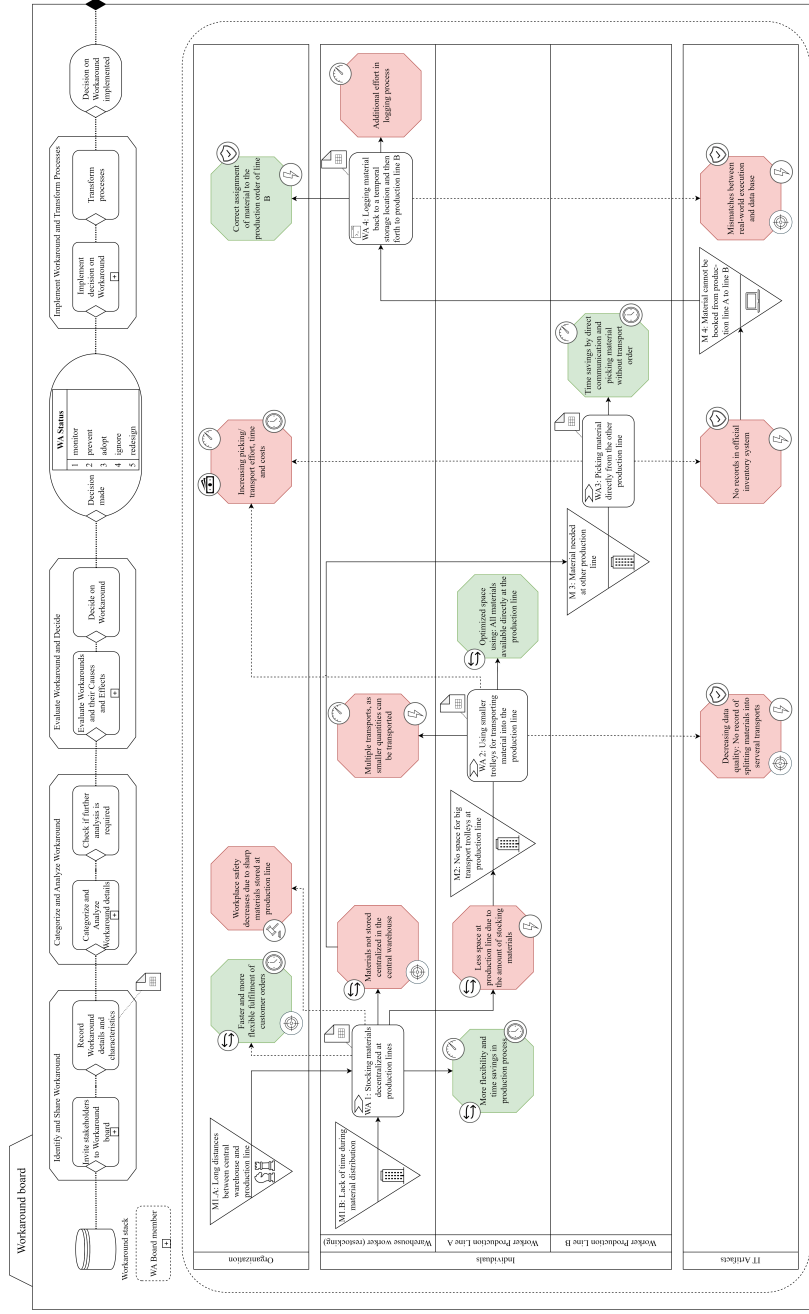 Workaround board
Workaround stack
WA Board member
Identify and Share Workaround
Invite stakeholders
to Workaround
board
Record
Workaround
details and
characteristics
Categorize and Analyze Workaround
Categorize and
Analyze
Workaround details
Check if further
analysis is
required
Evaluate Workaround and Decide
Evaluate Workarounds
and their Causes
and Effects
Decide on
Workaround
Decision
made
WA Status
1 monitor
2 prevent
3 adopt
4 ignore
5 redesign
Implement Workaround and Transform Processes
Implement
decision on
Workaround
Transform
processes
Decision on
Workaround
implemented
Organization
M1.A: Long distances
between central
warehouse and
production line
Faster and more
flexible fulfilment of
customer orders
Workplace safety
decreases due to sharp
materials stored at
production line
Increasing picking/
transport effort, time
and costs
Correct assignment
of material to the
production order of line
B
Individuals
Warehouse worker (restocking)
M1.B: Lack of time during
material distribution
WA 1: Stocking materials
decentralized at
production lines
Materials not stored
centralized in the
central warehouse
Multiple transports, as
smaller quantities can
be transported
WA 4: Logging material
back to a temporal
storage location and then
forth to production line B
Additional effort in
logging process
Worker Production Line A
More flexibility and
time savings in
production process
Less space at
production line due to
the amount of stocking
materials
M2: No space for big
transport trolleys at
production line
WA 2: Using smaller
trolleys for transporting
material into the
production line
Optimized space
using: All materials
available directly at the
production line
Worker Production Line B
M 3: Material needed
at other production
line
WA3: Picking material
directly from the other
production line
Time savings by direct
communication and
picking material
without transport
order
IT Artifacts
Decreasing data
quality: No record of
splitting materials into
serveral transports
No records in official
inventory system
M 4: Material cannot be
booked from produc-
tion line A to line B
Mismatches between
real-world execution
and data base